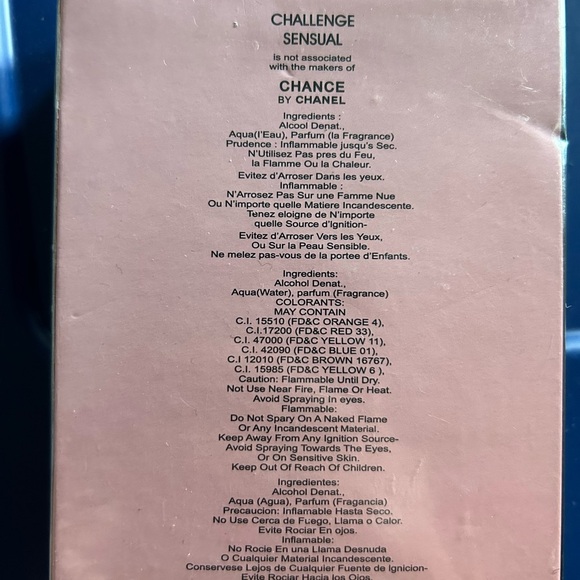 CHALLENGE
SENSUAL
is not associated
with the makers of
CHANCE
BY CHANEL
Ingredients :
Alcool Denat.,
Aqua(l'Eau), Parfum (la Fragrance)
Prudence : Inflammable jusqu's Sec.
N'Utilisez Pas pres du Feu,
la Flamme Ou la Chaleur.
Evitez d'Arroser Dans les yeux.
Inflammable :
N'Arrosez Pas Sur une Famme Nue
Ou N'importe quelle Matiere Incandescente.
Tenez eloigne de N'importe
quelle Source d'Ignition-
Evitez d'Arroser Vers les Yeux,
Ou Sur la Peau Sensible.
Ne melez pas-vous de la portee d'Enfants.
Ingredients:
Alcohol Denat.,
Aqua(Water), parfum (Fragrance)
COLORANTS:
MAY CONTAIN
C.I. 15510 (FD&C ORANGE 4),
C.I.17200 (FD&C RED 33),
C.I. 47000 (FD&C YELLOW 11),
C.I. 42090 (FD&C BLUE 01),
C.I 12010 (FD&C BROWN 16767),
C.I. 15985 (FD&C YELLOW 6 ),
Caution: Flammable Until Dry.
Not Use Near Fire, Flame Or Heat.
Avoid Spraying In eyes.
Flammable:
Do Not Spary On A Naked Flame
Or Any Incandescent Material.
Keep Away From Any Ignition Source-
Avoid Spraying Towards The Eyes,
Or On Sensitive Skin.
Keep Out Of Reach Of Children.
Ingredientes:
Alcohol Denat.,
Aqua (Agua), Parfum (Fragancia)
Precaucion: Inflamable Hasta Seco.
No Use Cerca de Fuego, Llama o Calor.
Evite Rociar En ojos.
Inflamable:
No Rocie En una Llama Desnuda
O Cualquier Material Incandescente.
Conservese Lejos de Cualquier Fuente de Ignicion-
Evite Rociar Hacia los Ojos.